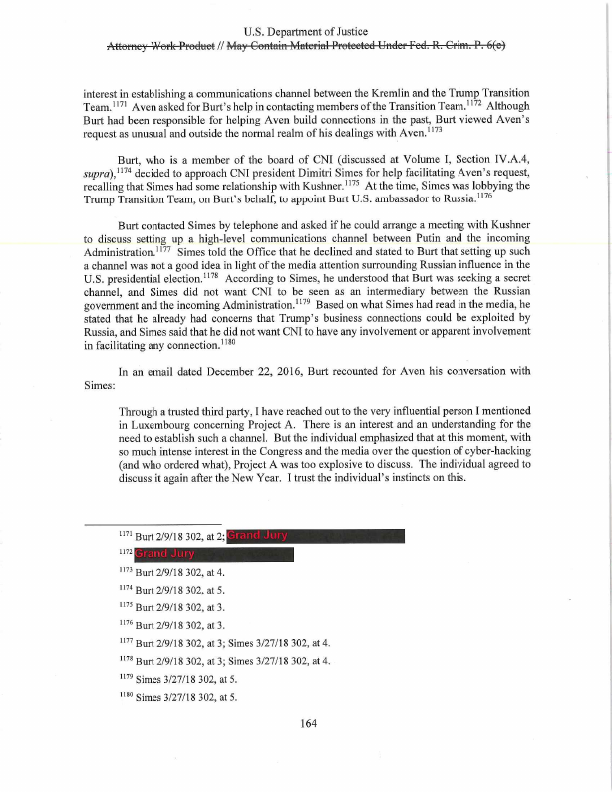 U.S. Department of Justice
Attorney Work Product // May Contain Material Protected Under Fed. R. Crim. P. 6(e)
interest in establishing a communications channel between the Kremlin and the Trump Transition
Team.1171 Aven asked for Burt's help in contacting members of the Transition Team.1172 Although
Burt had been responsible for helping Aven build connections in the past, Burt viewed Aven's
request as unusual and outside the normal realm of his dealings with Aven.1173
Burt, who is a member of the board of CNI (discussed at Volume I, Section IV.A.4,
supra),1174 decided to approach CNI president Dimitri Simes for help facilitating Aven's request,
recalling that Simes had some relationship with Kushner.1175 At the time, Simes was lobbying the
Trump Transition Team, on Burt's behalf, to appoint Burt U.S. ambassador to Russia.1176
Burt contacted Simes by telephone and asked if he could arrange a meeting with Kushner
to discuss setting up a high-level communications channel between Putin and the incoming
Administration.1177 Simes told the Office that he declined and stated to Burt that setting up such
a channel was not a good idea in light of the media attention surrounding Russian influence in the
U.S. presidential election.1178 According to Simes, he understood that Burt was seeking a secret
channel, and Simes did not want CNI to be seen as an intermediary between the Russian
government and the incoming Administration.1179 Based on what Simes had read in the media, he
stated that he already had concerns that Trump's business connections could be exploited by
Russia, and Simes said that he did not want CNI to have any involvement or apparent involvement
in facilitating any connection.1180
In an email dated December 22, 2016, Burt recounted for Aven his conversation with
Simes:
Through a trusted third party, I have reached out to the very influential person I mentioned
in Luxembourg concerning Project A. There is an interest and an understanding for the
need to establish such a channel. But the individual emphasized that at this moment, with
so much intense interest in the Congress and the media over the question of cyber-hacking
(and who ordered what), Project A was too explosive to discuss. The individual agreed to
discuss it again after the New Year. I trust the individual's instincts on this.
1171 Burt 2/9/18 302, at 2; Grand Jury
1172 Grand Jury
1173 Burt 2/9/18 302, at 4.
1174 Burt 2/9/18 302, at 5.
1175 Burt 2/9/18 302, at 3.
1176 Burt 2/9/18 302, at 3.
1177 Burt 2/9/18 302, at 3; Simes 3/27/18 302, at 4.
1178 Burt 2/9/18 302, at 3; Simes 3/27/18 302, at 4.
1179 Simes 3/27/18 302, at 5.
1180 Simes 3/27/18 302, at 5.
164